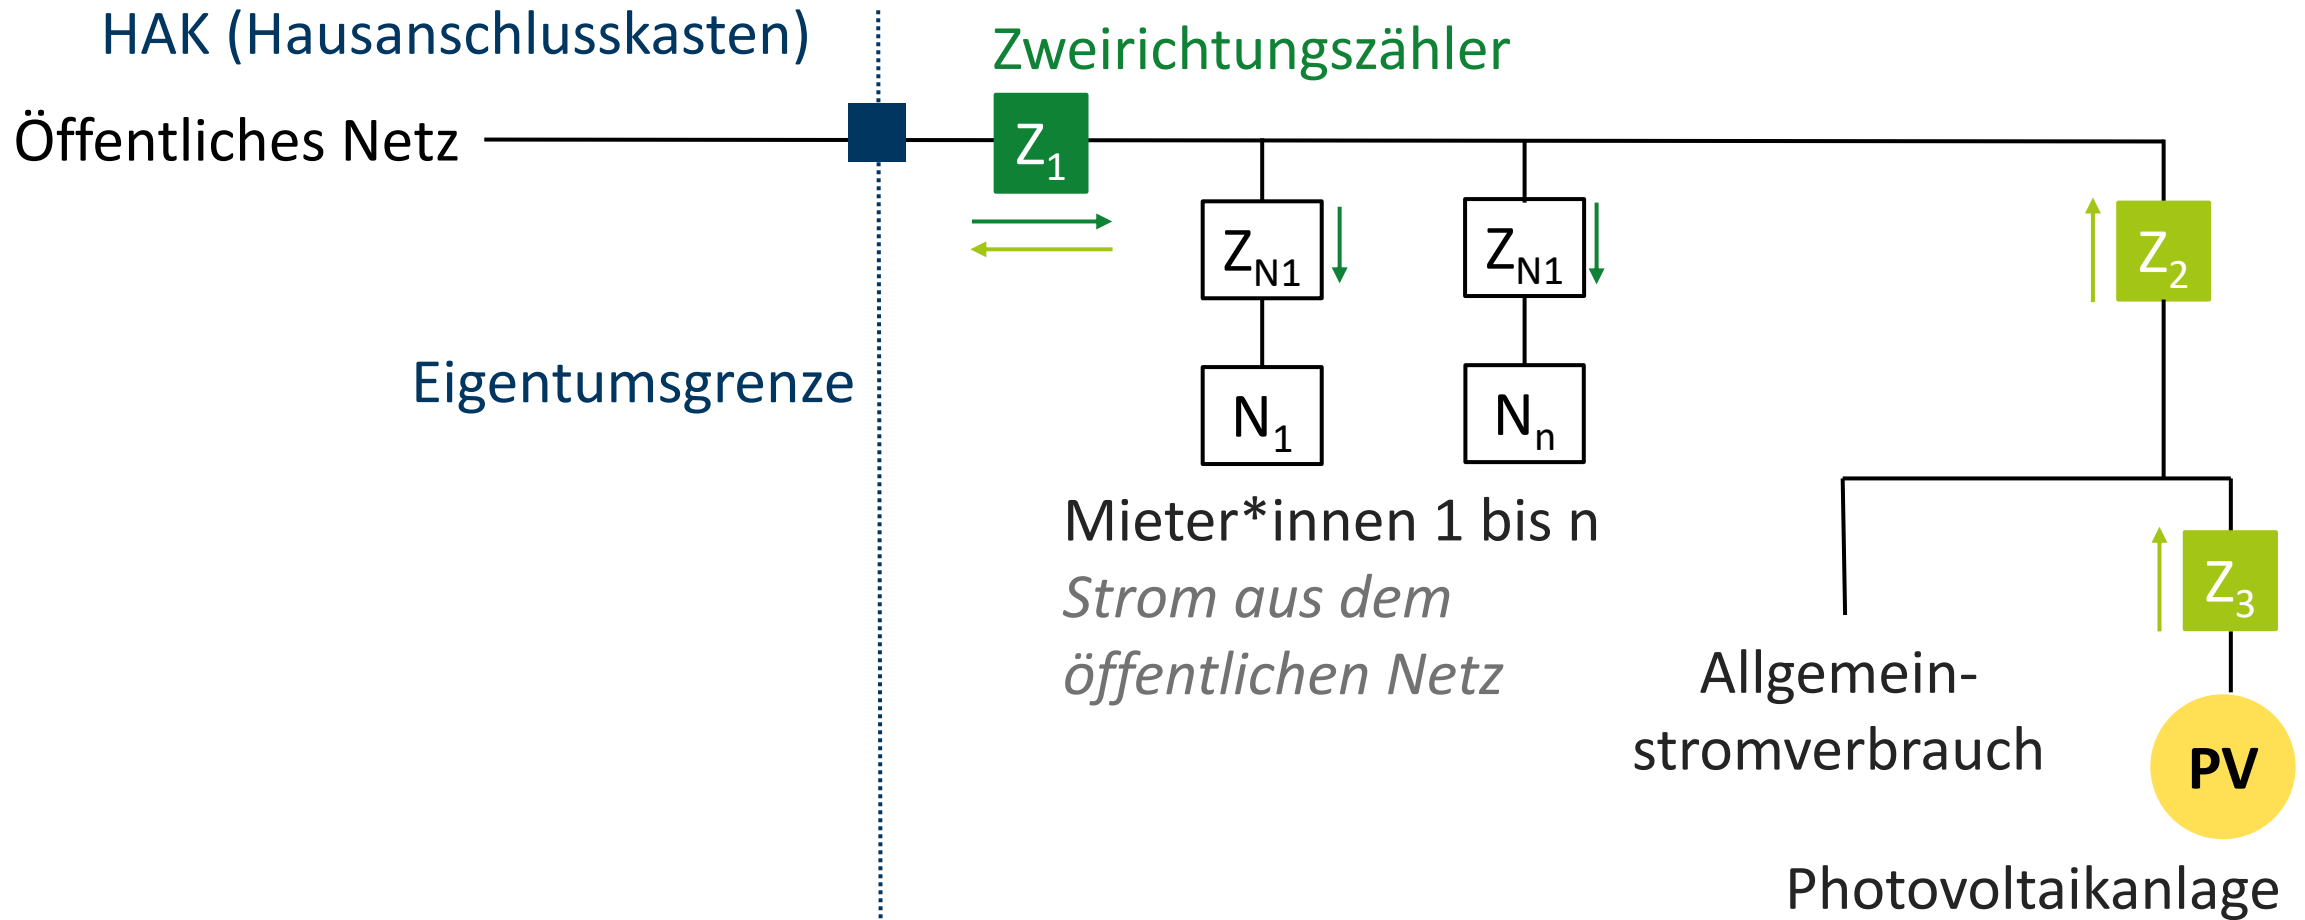 HAK (Hausanschlusskasten)
Zweirichtungszähler
Öffentliches Netz
Z1
ZN1
ZN1
Z2
Eigentumsgrenze
N1
Nn
Mieter*innen 1 bis n
Strom aus dem
öffentlichen Netz
Z3
Allgemein-
stromverbrauch
PV
Photovoltaikanlage